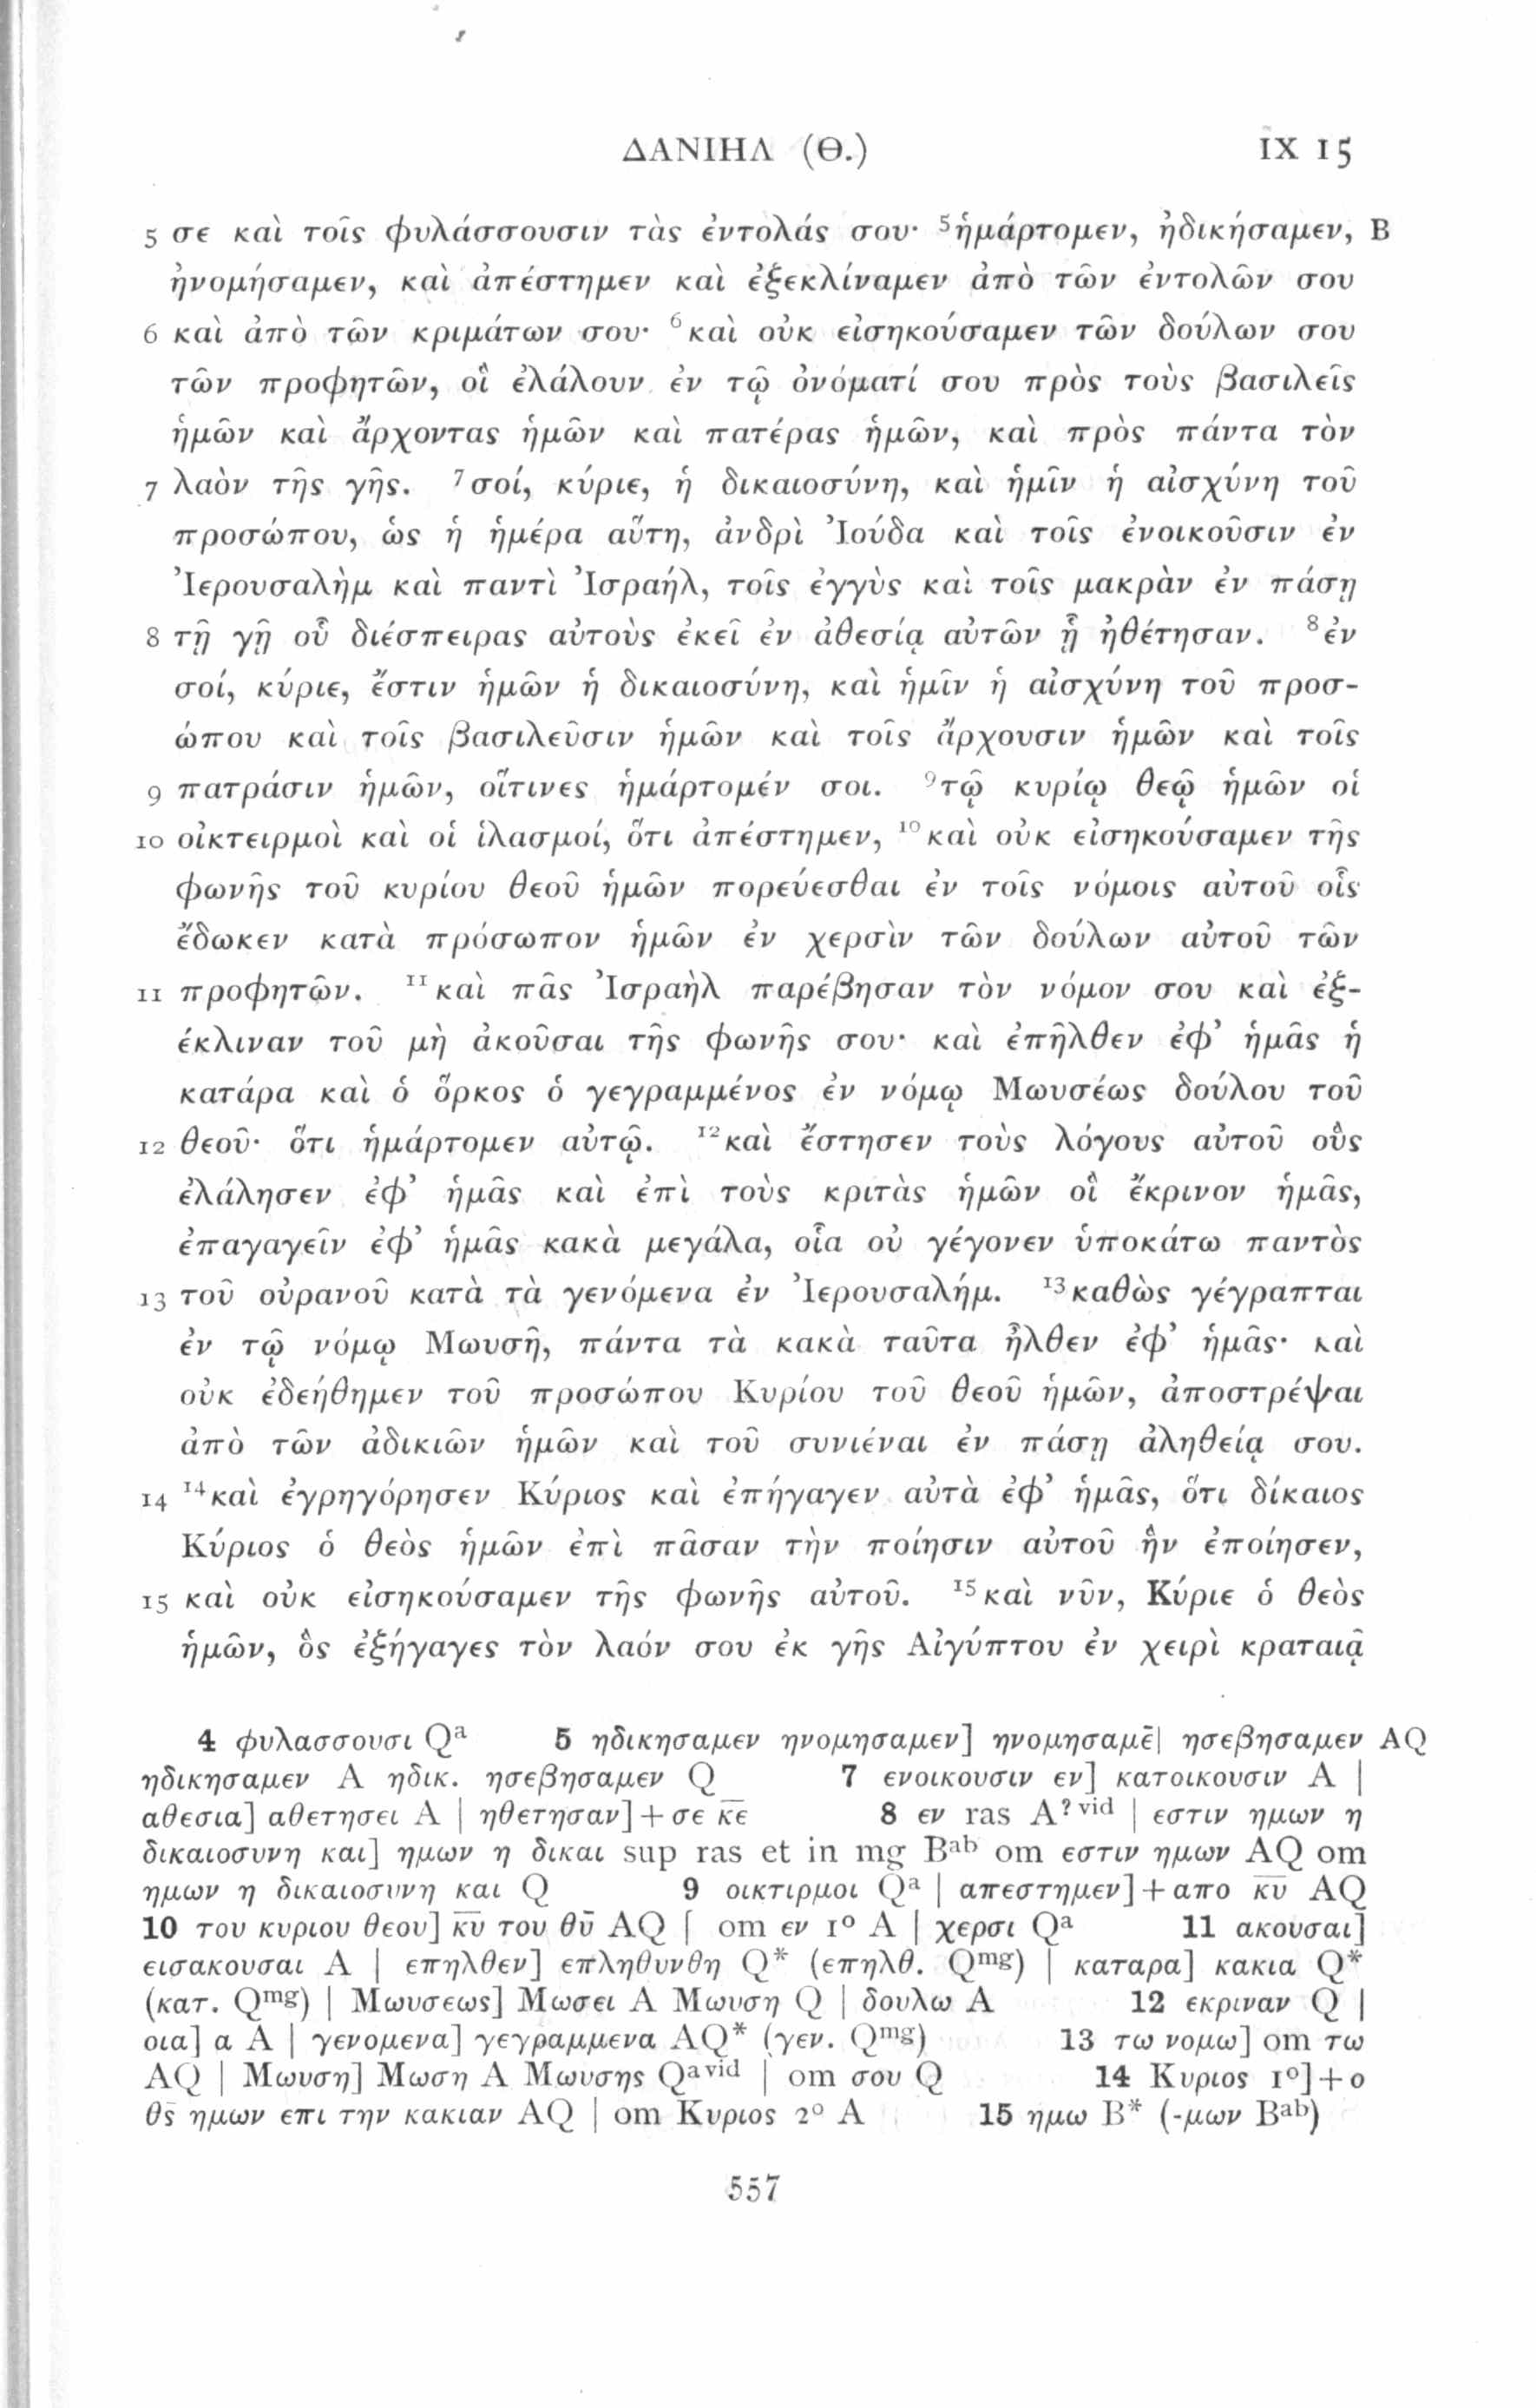 ΔΑΝΙΗΛ (Θ.) IX 15
5 σε καὶ τοῖς φυλάσσουσιν τὰς ἐντολάς σου· ⁵ἡμάρτομεν, ἠδικήσαμεν, B
ἠνομήσαμεν, καὶ ἀπέστημεν καὶ ἐξεκλίναμεν ἀπὸ τῶν ἐντολῶν σου
6 καὶ ἀπὸ τῶν κριμάτων σου· ⁶καὶ οὐκ εἰσηκούσαμεν τῶν δούλων σου
τῶν προφητῶν, οἳ ἐλάλουν ἐν τῷ ὀνόματί σου πρὸς τοὺς βασιλεῖς
ἡμῶν καὶ ἄρχοντας ἡμῶν καὶ πατέρας ἡμῶν, καὶ πρὸς πάντα τὸν
7 λαὸν τῆς γῆς. ⁷σοί, κύριε, ἡ δικαιοσύνη, καὶ ἡμῖν ἡ αἰσχύνη τοῦ
προσώπου, ὡς ἡ ἡμέρα αὕτη, ἀνδρὶ Ἰούδα καὶ τοῖς ἐνοικοῦσιν ἐν
Ἰερουσαλὴμ καὶ παντὶ Ἰσραήλ, τοῖς ἐγγὺς καὶ τοῖς μακρὰν ἐν πάσῃ
8 τῇ γῇ οὗ διέσπειρας αὐτοὺς ἐκεῖ ἐν ἀθεσίᾳ αὐτῶν ᾗ ἠθέτησαν. ⁸ἐν
σοί, κύριε, ἔστιν ἡμῶν ἡ δικαιοσύνη, καὶ ἡμῖν ἡ αἰσχύνη τοῦ προσ-
ώπου καὶ τοῖς βασιλεῦσιν ἡμῶν καὶ τοῖς ἄρχουσιν ἡμῶν καὶ τοῖς
9 πατράσιν ἡμῶν, οἵτινες ἡμάρτομέν σοι. ⁹τῷ κυρίῳ θεῷ ἡμῶν οἱ
10 οἰκτειρμοὶ καὶ οἱ ἱλασμοί, ὅτι ἀπέστημεν, ¹⁰καὶ οὐκ εἰσηκούσαμεν τῆς
φωνῆς τοῦ κυρίου θεοῦ ἡμῶν πορεύεσθαι ἐν τοῖς νόμοις αὐτοῦ οἷς
ἔδωκεν κατὰ πρόσωπον ἡμῶν ἐν χερσὶν τῶν δούλων αὐτοῦ τῶν
11 προφητῶν. ¹¹καὶ πᾶς Ἰσραὴλ παρέβησαν τὸν νόμον σου καὶ ἐξ-
έκλιναν τοῦ μὴ ἀκοῦσαι τῆς φωνῆς σου· καὶ ἐπῆλθεν ἐφ’ ἡμᾶς ἡ
κατάρα καὶ ὁ ὅρκος ὁ γεγραμμένος ἐν νόμῳ Μωυσέως δούλου τοῦ
12 θεοῦ· ὅτι ἡμάρτομεν αὐτῷ. ¹²καὶ ἔστησεν τοὺς λόγους αὐτοῦ οὓς
ἐλάλησεν ἐφ’ ἡμᾶς καὶ ἐπὶ τοὺς κριτὰς ἡμῶν οἳ ἔκρινον ἡμᾶς,
ἐπαγαγεῖν ἐφ’ ἡμᾶς κακὰ μεγάλα, οἷα οὐ γέγονεν ὑποκάτω παντὸς
13 τοῦ οὐρανοῦ κατὰ τὰ γενόμενα ἐν Ἰερουσαλήμ. ¹³καθὼς γέγραπται
ἐν τῷ νόμῳ Μωυσῆ, πάντα τὰ κακὰ ταῦτα ἦλθεν ἐφ’ ἡμᾶς· καὶ
οὐκ ἐδεήθημεν τοῦ προσώπου Κυρίου τοῦ θεοῦ ἡμῶν, ἀποστρέψαι
ἀπὸ τῶν ἀδικιῶν ἡμῶν καὶ τοῦ συνιέναι ἐν πάσῃ ἀληθείᾳ σου.
14 ¹⁴καὶ ἐγρηγόρησεν Κύριος καὶ ἐπήγαγεν αὐτὰ ἐφ’ ἡμᾶς, ὅτι δίκαιος
Κύριος ὁ θεὸς ἡμῶν ἐπὶ πᾶσαν τὴν ποίησιν αὐτοῦ ἣν ἐποίησεν,
15 καὶ οὐκ εἰσηκούσαμεν τῆς φωνῆς αὐτοῦ. ¹⁵καὶ νῦν, Κύριε ὁ θεὸς
ἡμῶν, ὃς ἐξήγαγες τὸν λαόν σου ἐκ γῆς Αἰγύπτου ἐν χειρὶ κραταιᾷ
4 φυλασσουσι Qᵃ 5 ηδικησαμεν ηνομησαμεν] ηνομησαμε̄| ησεβησαμεν AQ
ηδικησαμεν A ηδικ. ησεβησαμεν Q 7 ενοικουσιν εν] κατοικουσιν A |
αθεσια] αθετησει A | ηθετησαν]+σε κ̅ε̅ 8 εν ras A?ᵛⁱᵈ | εστιν ημων η
δικαιοσυνη και] ημων η δικαι sup ras et in mg Bᵃᵇ om εστιν ημων AQ om
ημων η δικαιοσυνη και Q 9 οικτιρμοι Qᵃ | απεστημεν]+απο κ̅υ̅ AQ
10 του κυριου θεου] κ̅υ̅ του θ̅υ̅ AQ | om εν 1º A | χερσι Qᵃ 11 ακουσαι]
εισακουσαι A | επηλθεν] επληθυνθη Q* (επηλθ. Qᵐᵍ) | καταρα] κακια Q*
(κατ. Qᵐᵍ) | Μωυσεως] Μωσει A Μωυση Q | δουλω A 12 εκριναν Q |
οια] α A | γενομενα] γεγραμμενα AQ* (γεν. Qᵐᵍ) 13 τω νομω] om τω
AQ | Μωυση] Μωση A Μωυσης Qᵃᵛⁱᵈ | om σου Q 14 Κυριος 1º]+ο
θ̅ς̅ ημων επι την κακιαν AQ | om Κυριος 2º A 15 ημω B* (-μων Bᵃᵇ)
557